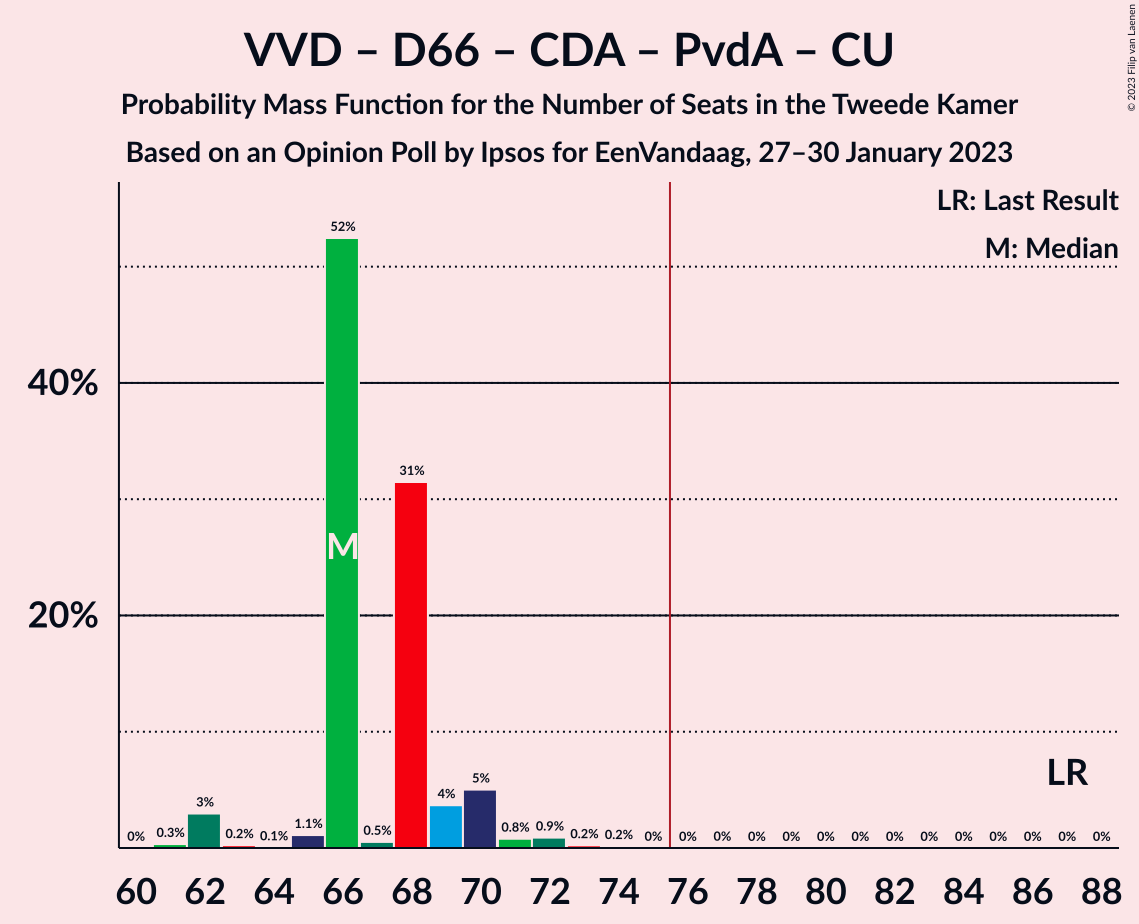 VVD – D66 – CDA – PvdA – CU
Probability Mass Function for the Number of Seats in the Tweede Kamer
Based on an Opinion Poll by Ipsos for EenVandaag, 27–30 January 2023
© 2023 Filip van Laenen
LR: Last Result
M: Median
40%
20%
0% 0.3% 3% 0.2% 0.1% 1.1% 52% 0.5% 31% 4% 5% 0.8% 0.9% 0.2% 0.2% 0% 0% 0% 0% 0% 0% 0% 0% 0% 0% 0% 0% 0% 0%
M
LR
60 62 64 66 68 70 72 74 76 78 80 82 84 86 88